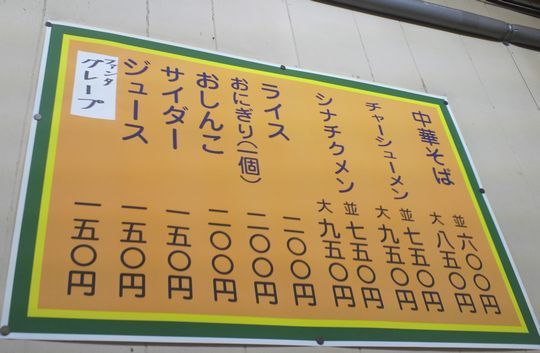 中華そば
並 六〇〇円
大 八五〇円
チャーシューメン
並 七五〇円
大 九五〇円
シナチクメン
並 七五〇円
大 九五〇円
ライス 二〇〇円
おにぎり(一個) 二〇〇円
おしんこ 二〇〇円
サイダー 一五〇円
ジュース 一五〇円
ファンタ
グレープ 一五〇円